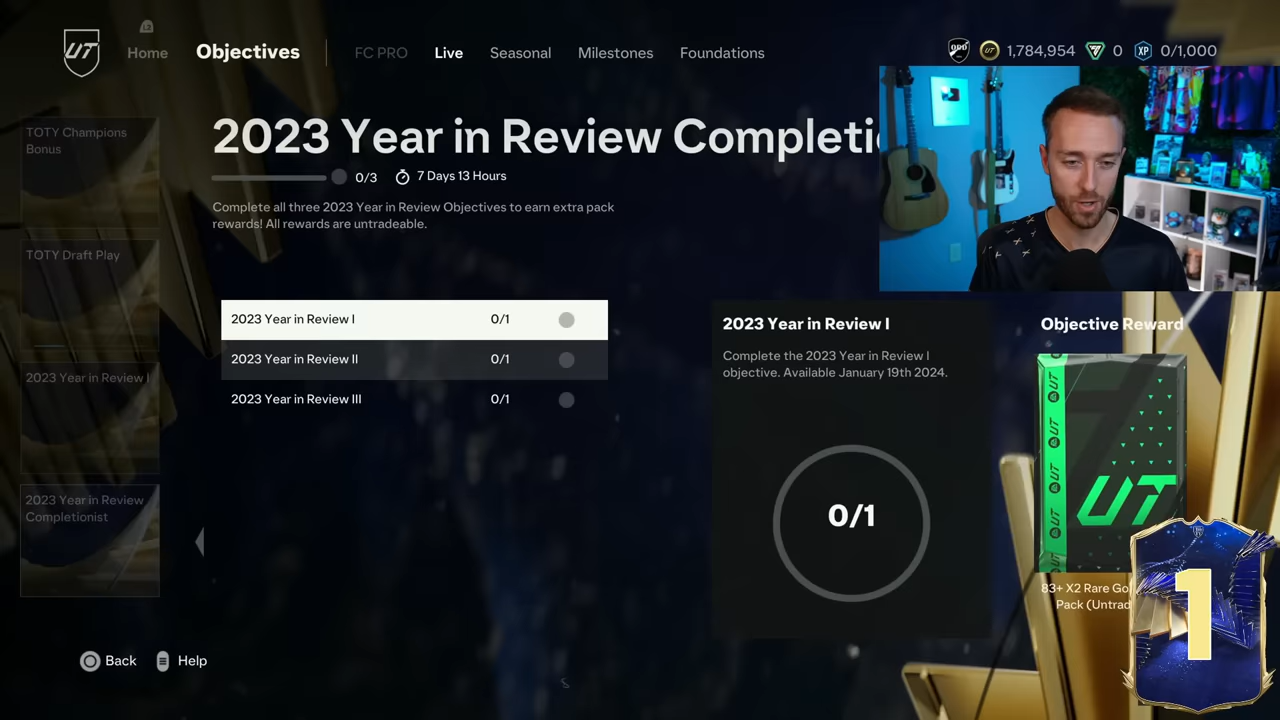 UT
Home
Objectives
FC PRO
Live
Seasonal
Milestones
Foundations
1,784,954
0
XP
0/1,000
TOTY Champions
Bonus
TOTY Draft Play
2023 Year in Review I
2023 Year in Review
Completionist
2023 Year in Review Completi
0/3
7 Days 13 Hours
Complete all three 2023 Year in Review Objectives to earn extra pack
rewards! All rewards are untradeable.
2023 Year in Review I 0/1
2023 Year in Review II 0/1
2023 Year in Review III 0/1
2023 Year in Review I
Complete the 2023 Year in Review I
objective. Available January 19th 2024.
0/1
Objective Reward
UT
83+ X2 Rare Go
Pack (Untrad
1
Back
Help